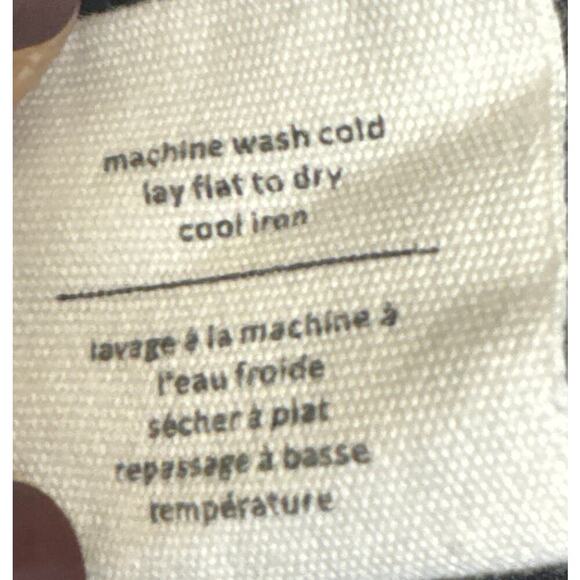 machine wash cold
lay flat to dry
cool iron
lavage à la machine à
l'eau froide
sécher à plat
repassage à basse
température